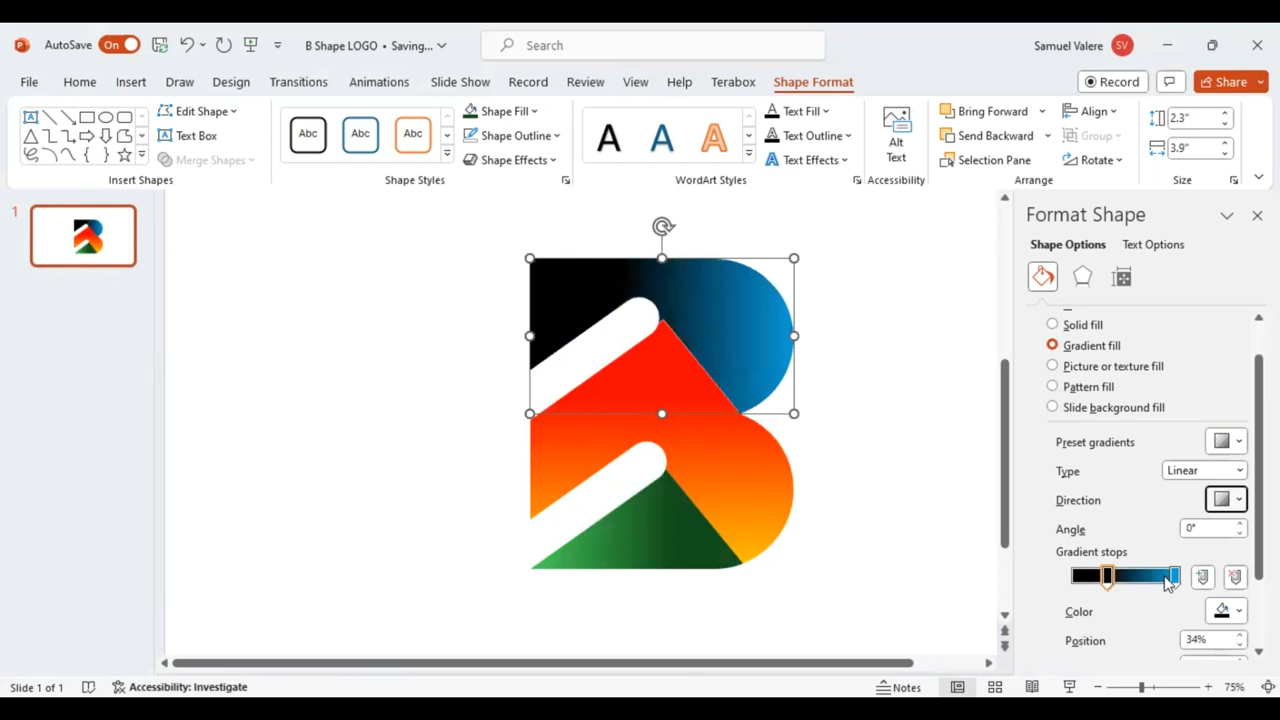 AutoSave On B Shape LOGO • Saving... Search Samuel Valere SV
File Home Insert Draw Design Transitions Animations Slide Show Record Review View Help Terabox Shape Format Record Share
Edit Shape
Text Box
Merge Shapes
Insert Shapes
Abc Abc Abc
Shape Fill
Shape Outline
Shape Effects
Shape Styles
A A A
Text Fill
Text Outline
Text Effects
WordArt Styles
Alt
Text
Accessibility
Bring Forward
Send Backward
Selection Pane
Align
Group
Rotate
Arrange
2.3"
3.9"
Size
1
Format Shape
Shape Options Text Options
Solid fill
Gradient fill
Picture or texture fill
Pattern fill
Slide background fill
Preset gradients
Type Linear
Direction
Angle 0°
Gradient stops
Color
Position 34%
Slide 1 of 1 Accessibility: Investigate Notes 75%